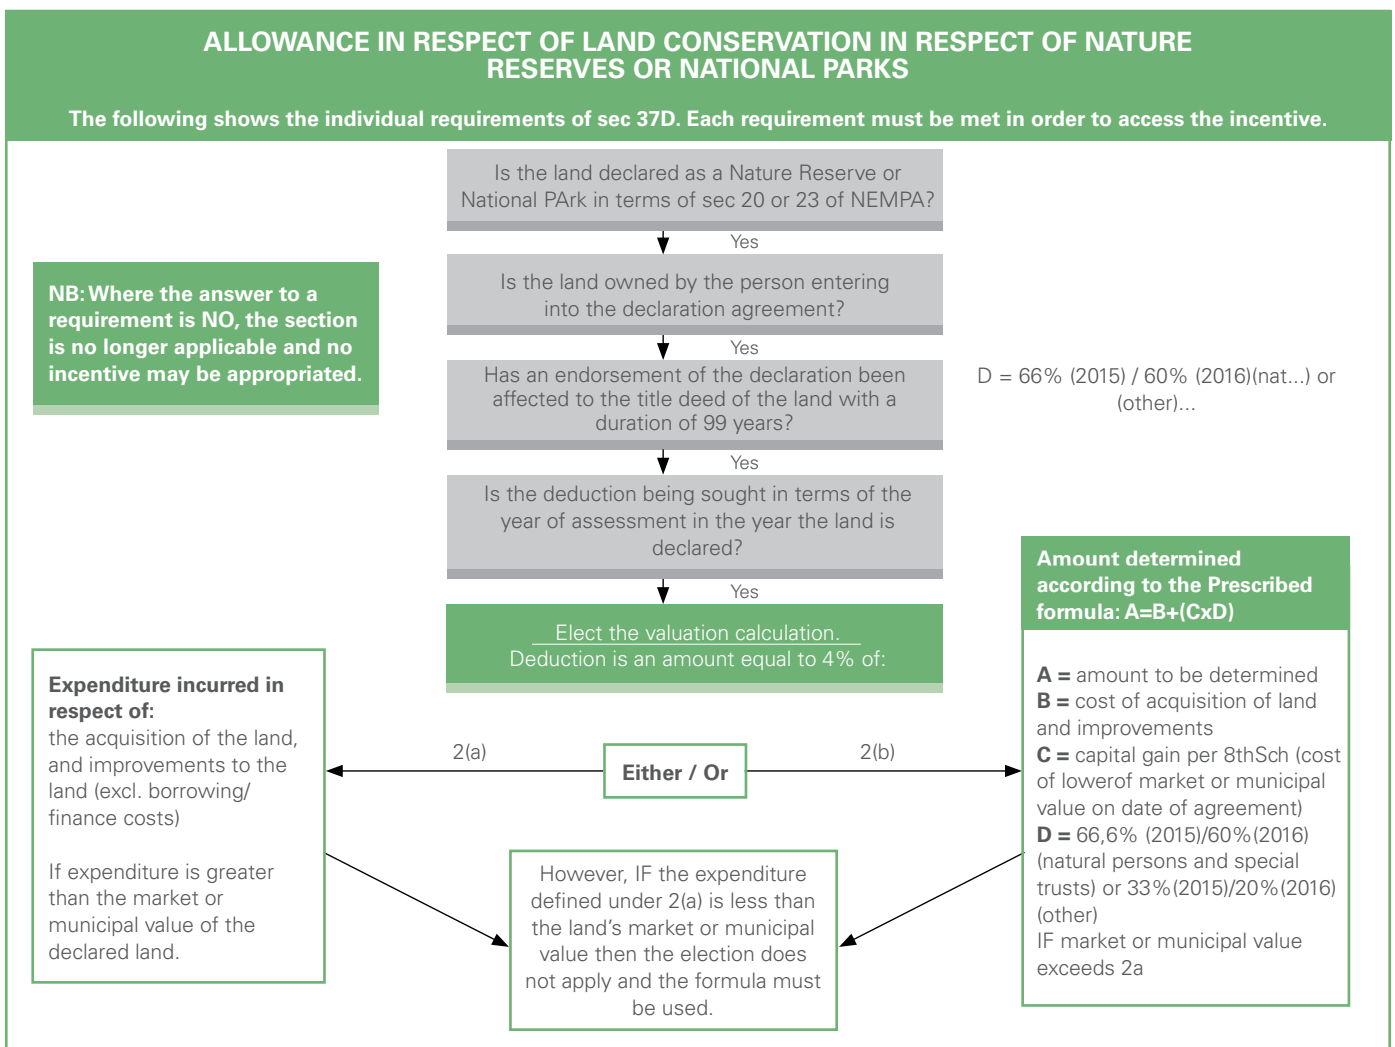 ALLOWANCE IN RESPECT OF LAND CONSERVATION IN RESPECT OF NATURE
RESERVES OR NATIONAL PARKS
The following shows the individual requirements of sec 37D. Each requirement must be met in order to access the incentive.
Is the land declared as a Nature Reserve or
National PArk in terms of sec 20 or 23 of NEMPA?
Yes
NB: Where the answer to a
requirement is NO, the section
is no longer applicable and no
incentive may be appropriated.
Is the land owned by the person entering
into the declaration agreement?
Yes
Has an endorsement of the declaration been
affected to the title deed of the land with a
duration of 99 years?
D = 66% (2015) / 60% (2016)(nat...) or
(other)...
Yes
Is the deduction being sought in terms of the
year of assessment in the year the land is
declared?
Yes
Elect the valuation calculation.
Deduction is an amount equal to 4% of:
Either / Or
2(a)
Expenditure incurred in
respect of:
the acquisition of the land,
and improvements to the
land (excl. borrowing/
finance costs)
If expenditure is greater
than the market or
municipal value of the
declared land.
2(b)
Amount determined
according to the Prescribed
formula: A=B+(CxD)
A = amount to be determined
B = cost of acquisition of land
and improvements
C = capital gain per 8thSch (cost
of lowerof market or municipal
value on date of agreement)
D = 66,6% (2015)/60%(2016)
(natural persons and special
trusts) or 33%(2015)/20%(2016)
(other)
IF market or municipal value
exceeds 2a
However, IF the expenditure
defined under 2(a) is less than
the land's market or municipal
value then the election does
not apply and the formula must
be used.